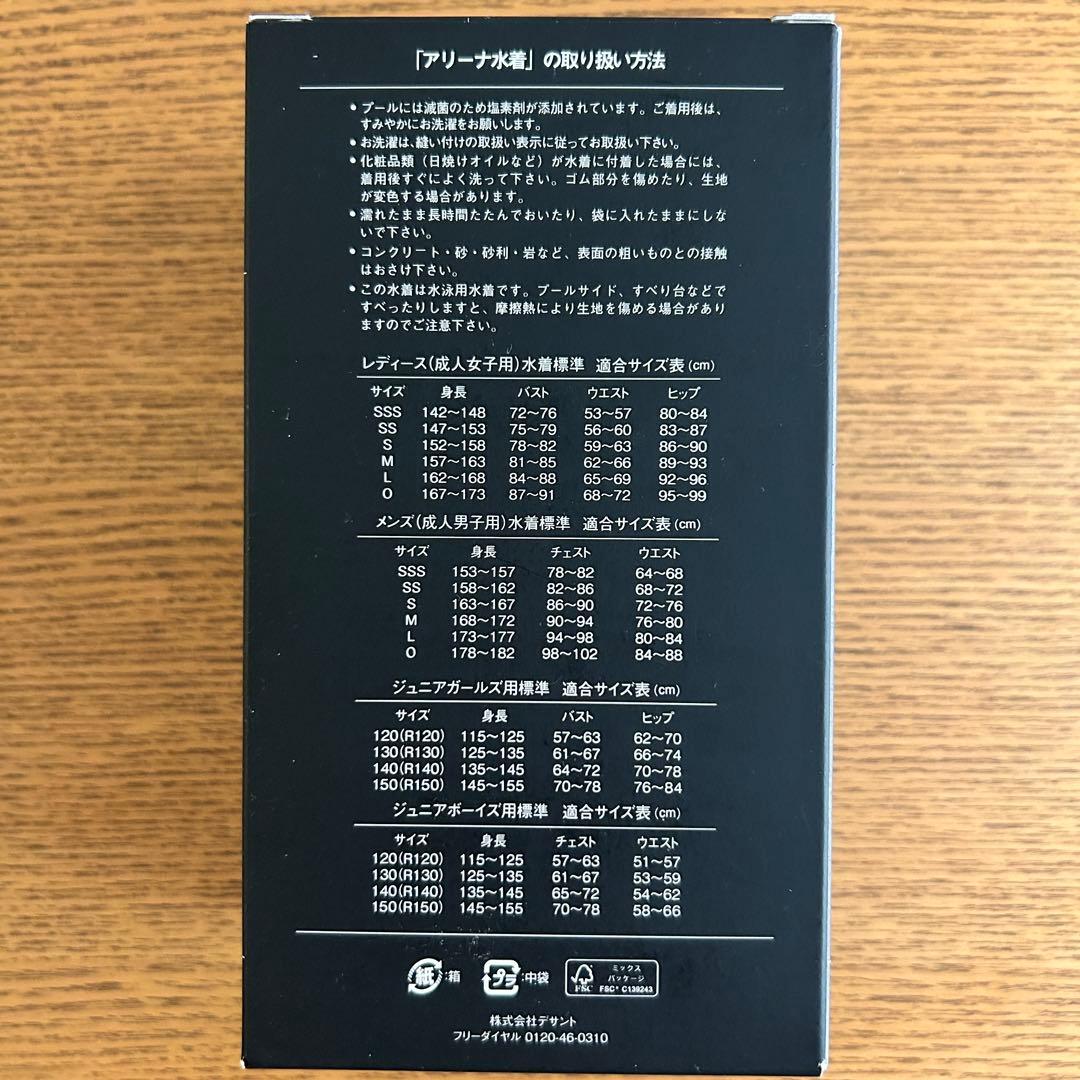 「アリーナ水着」の取り扱い方法
• プールには滅菌のため塩素剤が添加されています。ご着用後は、
すみやかにお洗濯をお願いします。
• お洗濯は、縫い付けの取扱い表示に従ってお取扱い下さい。
• 化粧品類（日焼けオイルなど）が水着に付着した場合には、
着用後すぐによく洗って下さい。ゴム部分を傷めたり、生地
が変色する場合があります。
• 濡れたまま長時間たたんでおいたり、袋に入れたままにしな
いで下さい。
• コンクリート・砂・砂利・岩など、表面の粗いものとの接触
はおさけ下さい。
• この水着は水泳用水着です。プールサイド、すべり台などで
すべったりしますと、摩擦熱により生地を傷める場合があり
ますのでご注意下さい。
レディース(成人女子用)水着標準 適合サイズ表(cm)
サイズ 身長 バスト ウエスト ヒップ
SSS 142〜148 72〜76 53〜57 80〜84
SS 147〜153 75〜79 56〜60 83〜87
S 152〜158 78〜82 59〜63 86〜90
M 157〜163 81〜85 62〜66 89〜93
L 162〜168 84〜88 65〜69 92〜96
O 167〜173 87〜91 68〜72 95〜99
メンズ(成人男子用)水着標準 適合サイズ表(cm)
サイズ 身長 チェスト ウエスト
SSS 153〜157 78〜82 64〜68
SS 158〜162 82〜86 68〜72
S 163〜167 86〜90 72〜76
M 168〜172 90〜94 76〜80
L 173〜177 94〜98 80〜84
O 178〜182 98〜102 84〜88
ジュニアガールズ用標準 適合サイズ表(cm)
サイズ 身長 バスト ヒップ
120(R120) 115〜125 57〜63 62〜70
130(R130) 125〜135 61〜67 66〜74
140(R140) 135〜145 64〜72 70〜78
150(R150) 145〜155 70〜78 76〜84
ジュニアボーイズ用標準 適合サイズ表(cm)
サイズ 身長 チェスト ウエスト
120(R120) 115〜125 57〜63 51〜57
130(R130) 125〜135 61〜67 53〜59
140(R140) 135〜145 65〜72 54〜62
150(R150) 145〜155 70〜78 58〜66
紙:箱 プラ:中袋 FSC ミックス
パッケージ
FSC® C139243
株式会社デサント
フリーダイヤル 0120-46-0310